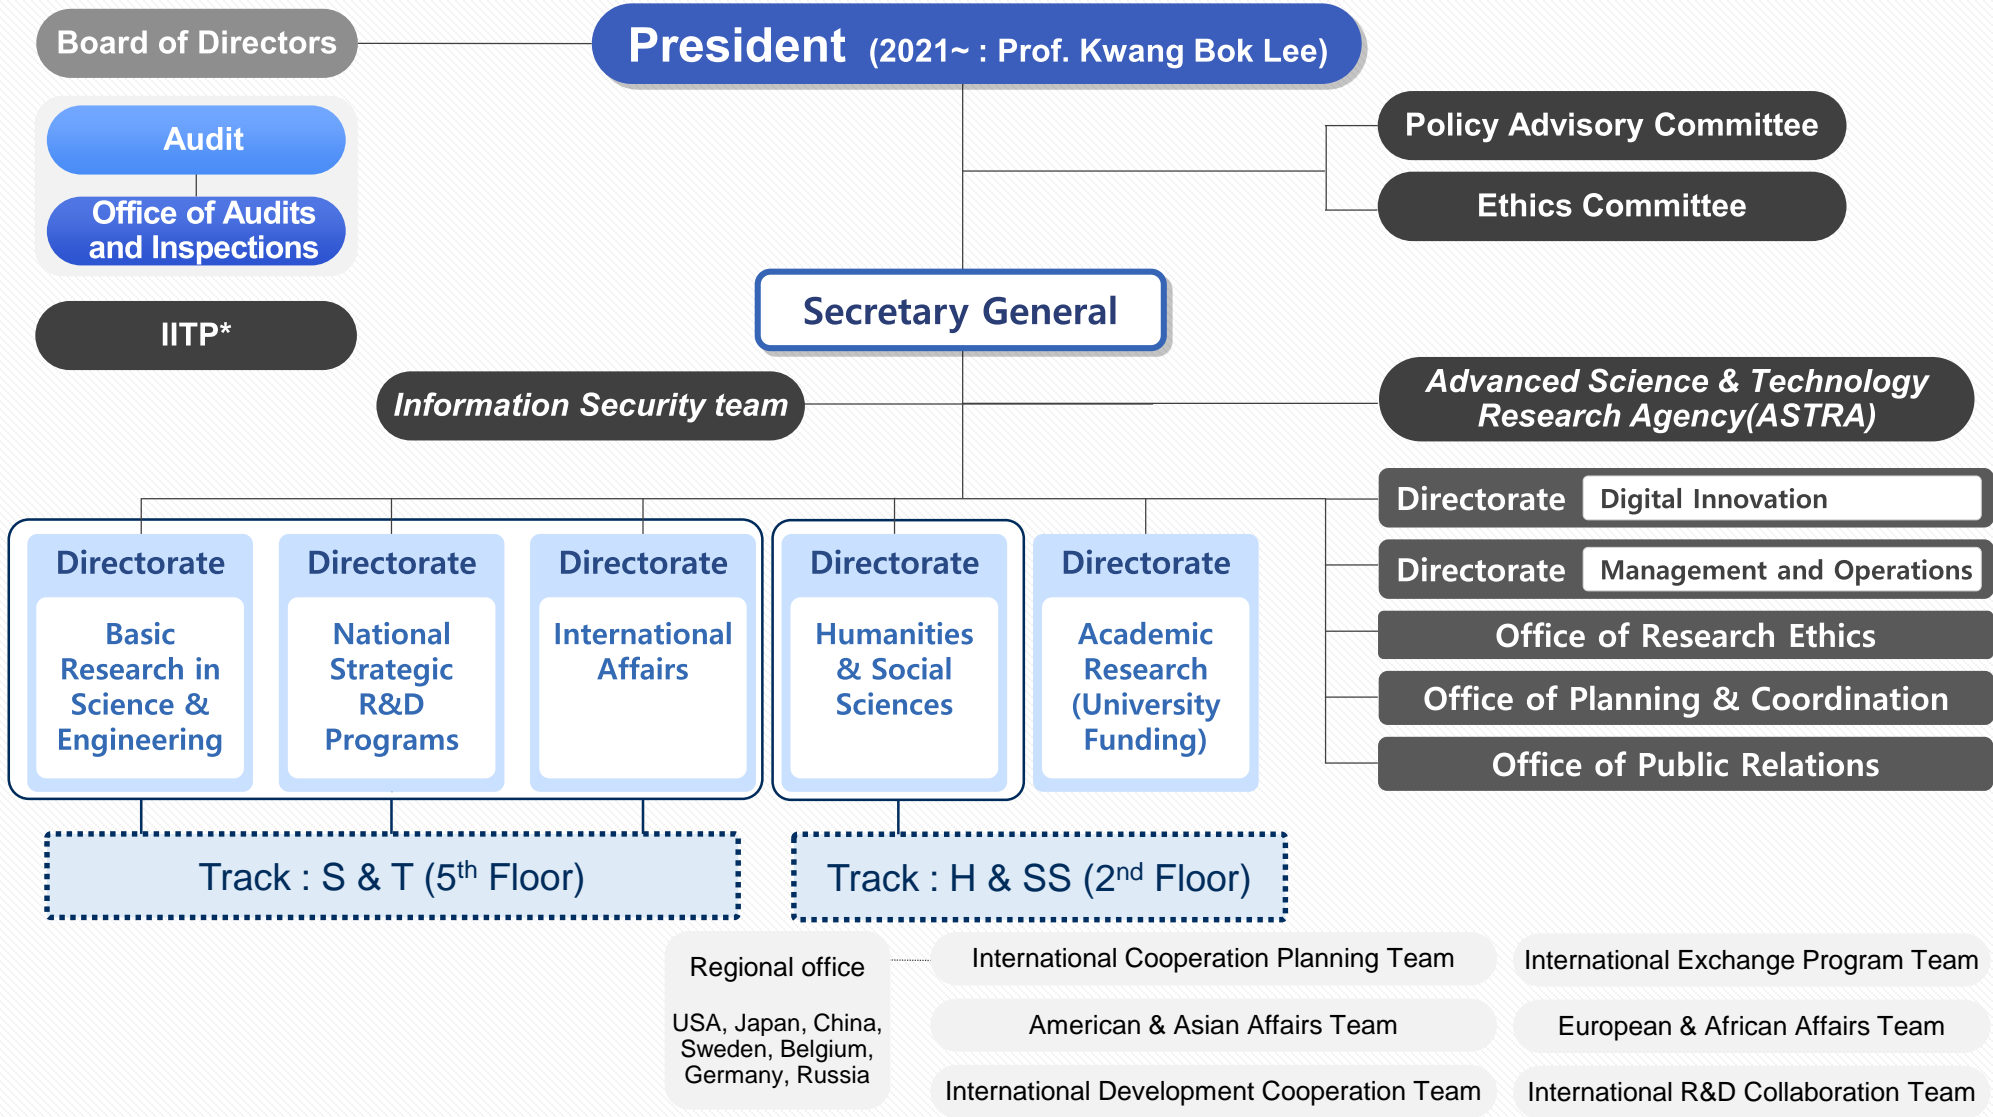 Board of Directors
President (2021~ : Prof. Kwang Bok Lee)
Audit
Office of Audits
and Inspections
IITP*
Policy Advisory Committee
Ethics Committee
Secretary General
Information Security team
Advanced Science & Technology
Research Agency(ASTRA)
Directorate
Basic
Research in
Science &
Engineering
Directorate
National
Strategic
R&D
Programs
Directorate
International
Affairs
Directorate
Humanities
& Social
Sciences
Directorate
Academic
Research
(University
Funding)
Directorate Digital Innovation
Directorate Management and Operations
Office of Research Ethics
Office of Planning & Coordination
Office of Public Relations
Track : S & T (5th Floor)
Track : H & SS (2nd Floor)
Regional office
USA, Japan, China,
Sweden, Belgium,
Germany, Russia
International Cooperation Planning Team
International Exchange Program Team
American & Asian Affairs Team
European & African Affairs Team
International Development Cooperation Team
International R&D Collaboration Team